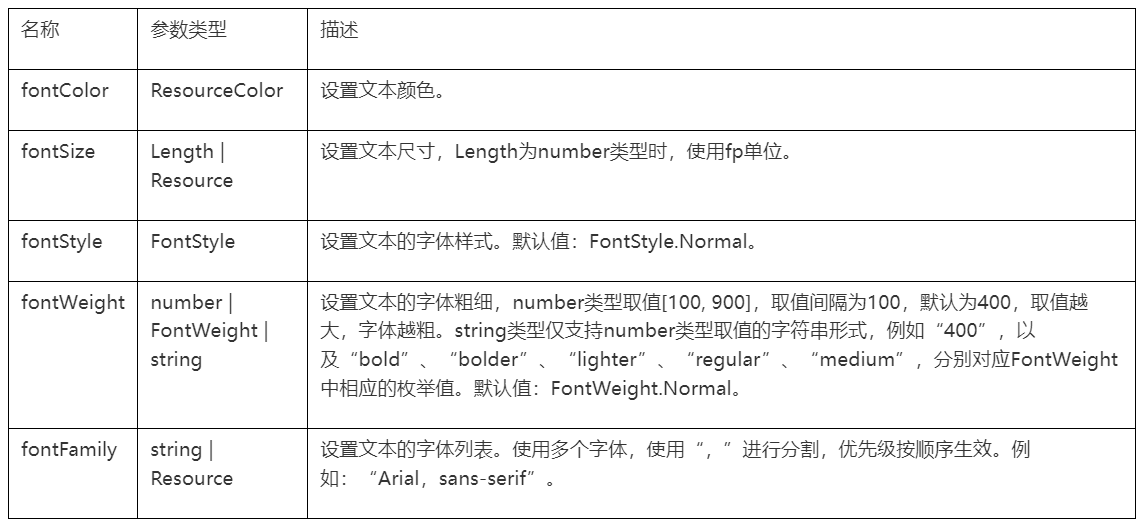 名称 参数类型 描述
fontColor ResourceColor 设置文本颜色。
fontSize Length | 设置文本尺寸，Length为number类型时，使用fp单位。
Resource
fontStyle FontStyle 设置文本的字体样式。默认值：FontStyle.Normal。
fontWeight number | 设置文本的字体粗细，number类型取值[100, 900]，取值间隔为100，默认为400，取值越
FontWeight | 大，字体越粗。string类型仅支持number类型取值的字符串形式，例如“400”，以
string 及“bold”、“bolder”、“lighter”、“regular”、“medium”，分别对应FontWeight
中相应的枚举值。默认值：FontWeight.Normal。
fontFamily string | 设置文本的字体列表。使用多个字体，使用“，”进行分割，优先级按顺序生效。例
Resource 如：“Arial，sans-serif”。